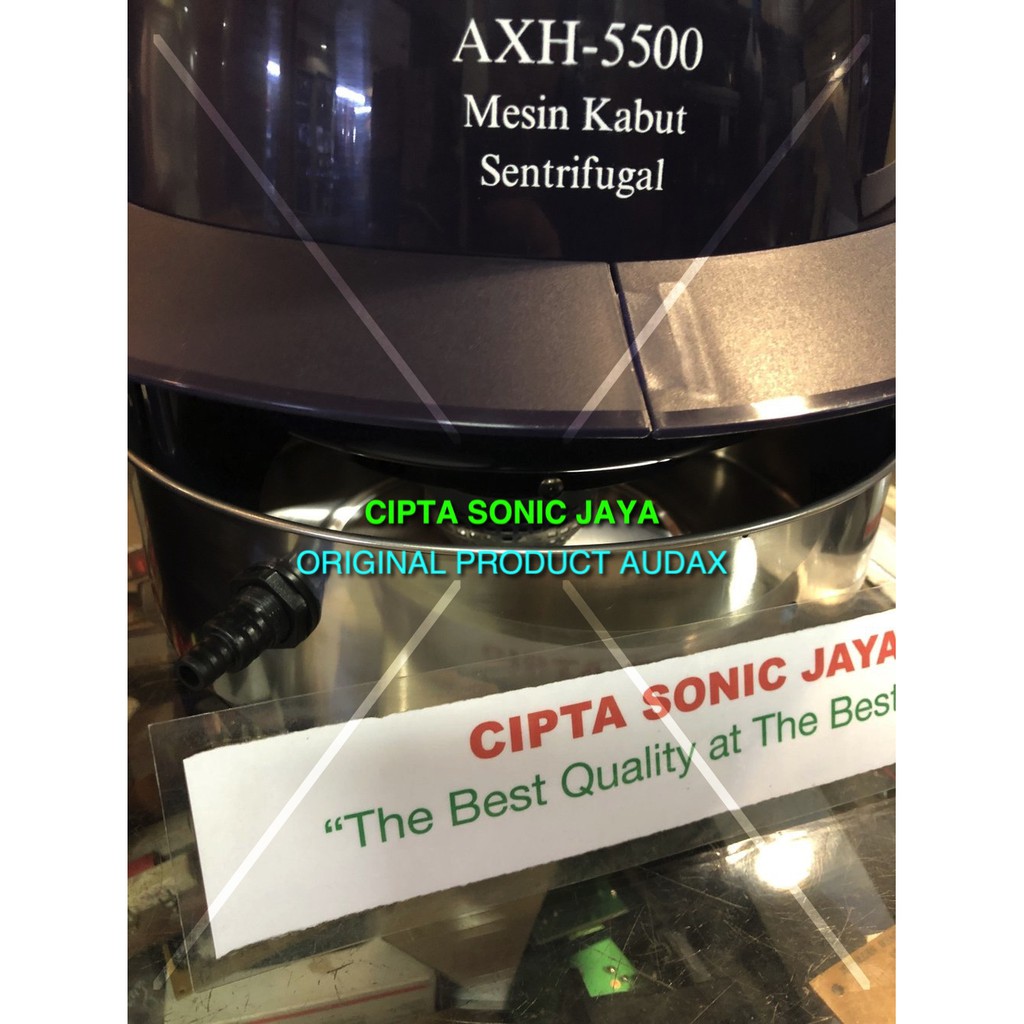 AXH-5500
Mesin Kabut
Sentrifugal
CIPTA SONIC JAYA
ORIGINAL PRODUCT AUDAX
CIPTA SONIC JAYA
“The Best Quality at The Best